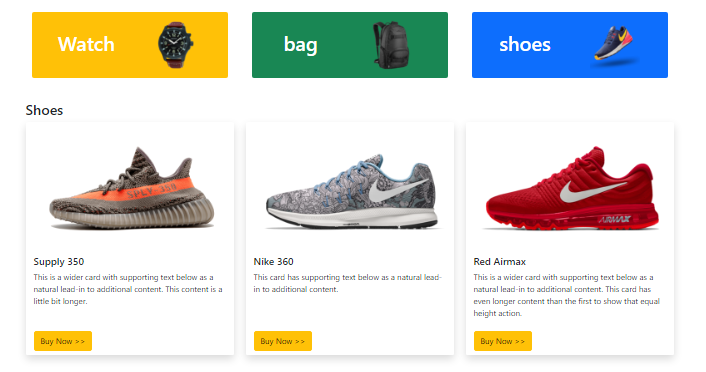 Watch
bag
shoes
Shoes
SPLY-350
AIRMAX
Supply 350
Nike 360
Red Airmax
This is a wider card with supporting text below as a
natural lead-in to additional content. This content is a
little bit longer.
This card has supporting text below as a natural lead-
in to additional content.
This is a wider card with supporting text below as a
natural lead-in to additional content. This card has
even longer content than the first to show that equal
height action.
Buy Now >>
Buy Now >>
Buy Now >>